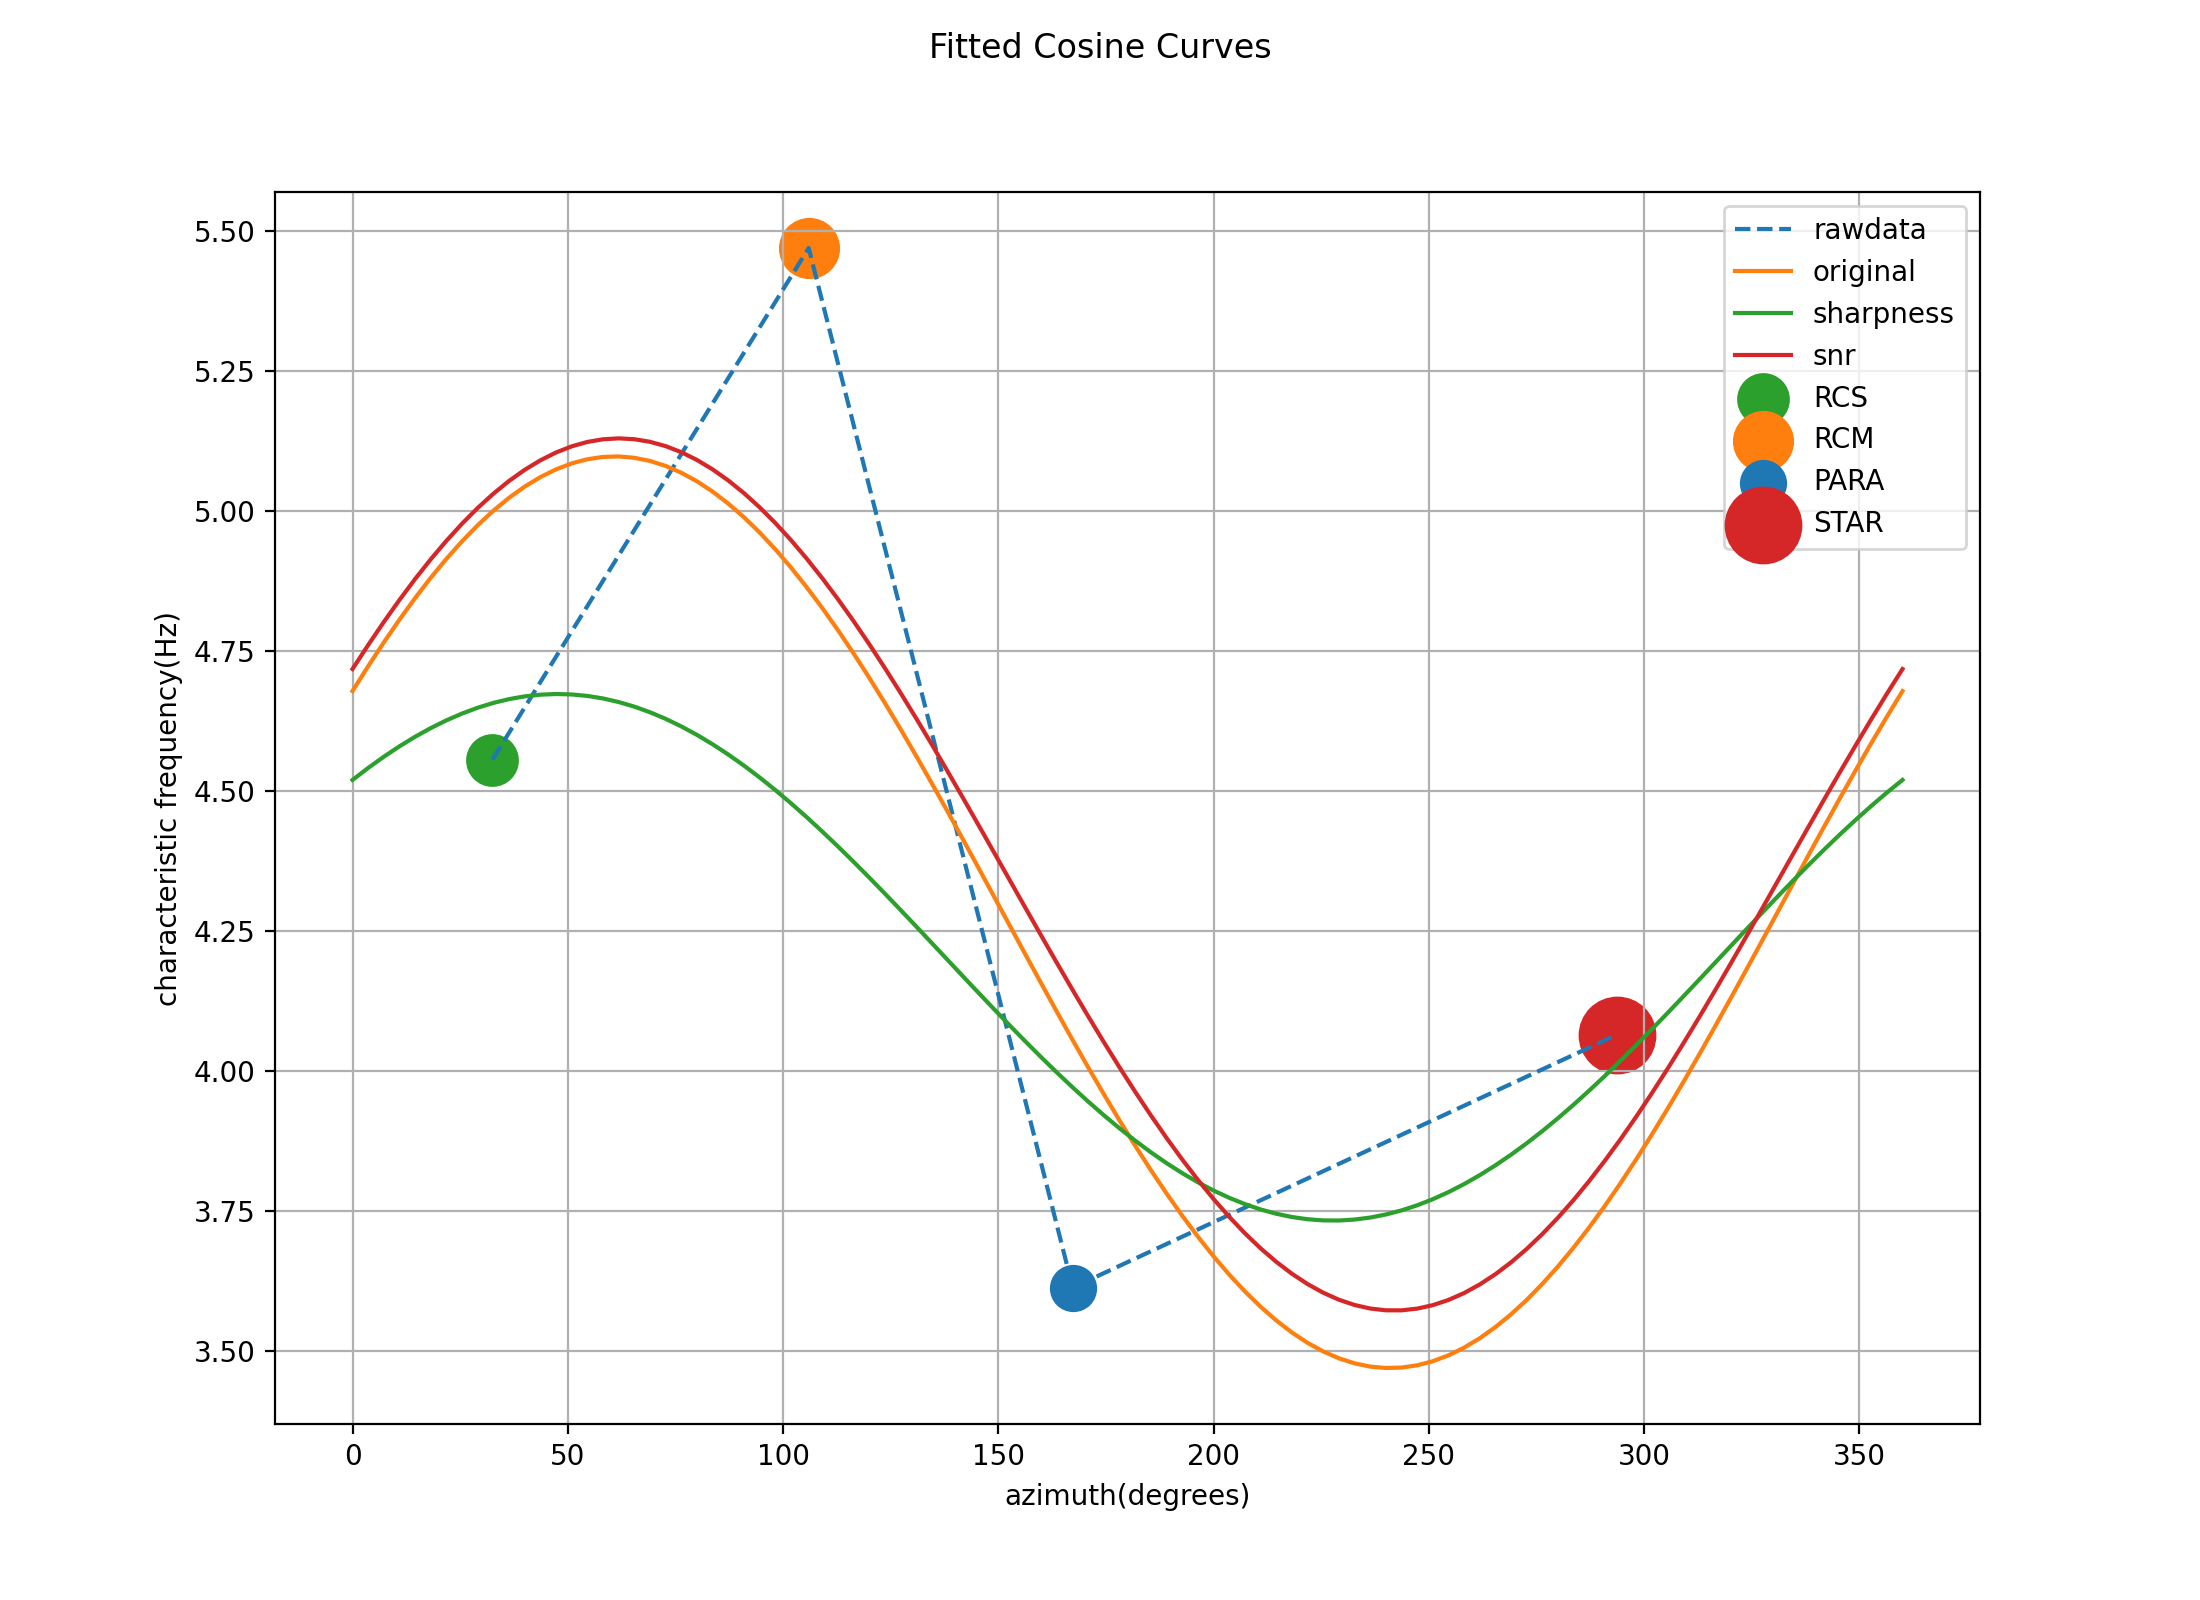 Fitted Cosine Curves
5.50
5.25
5.00
4.75
4.50
4.25
4.00
3.75
3.50
characteristic frequency(Hz)
rawdata
original
sharpness
snr
RCS
RCM
PARA
STAR
0 50 100 150 200 250 300 350
azimuth(degrees)